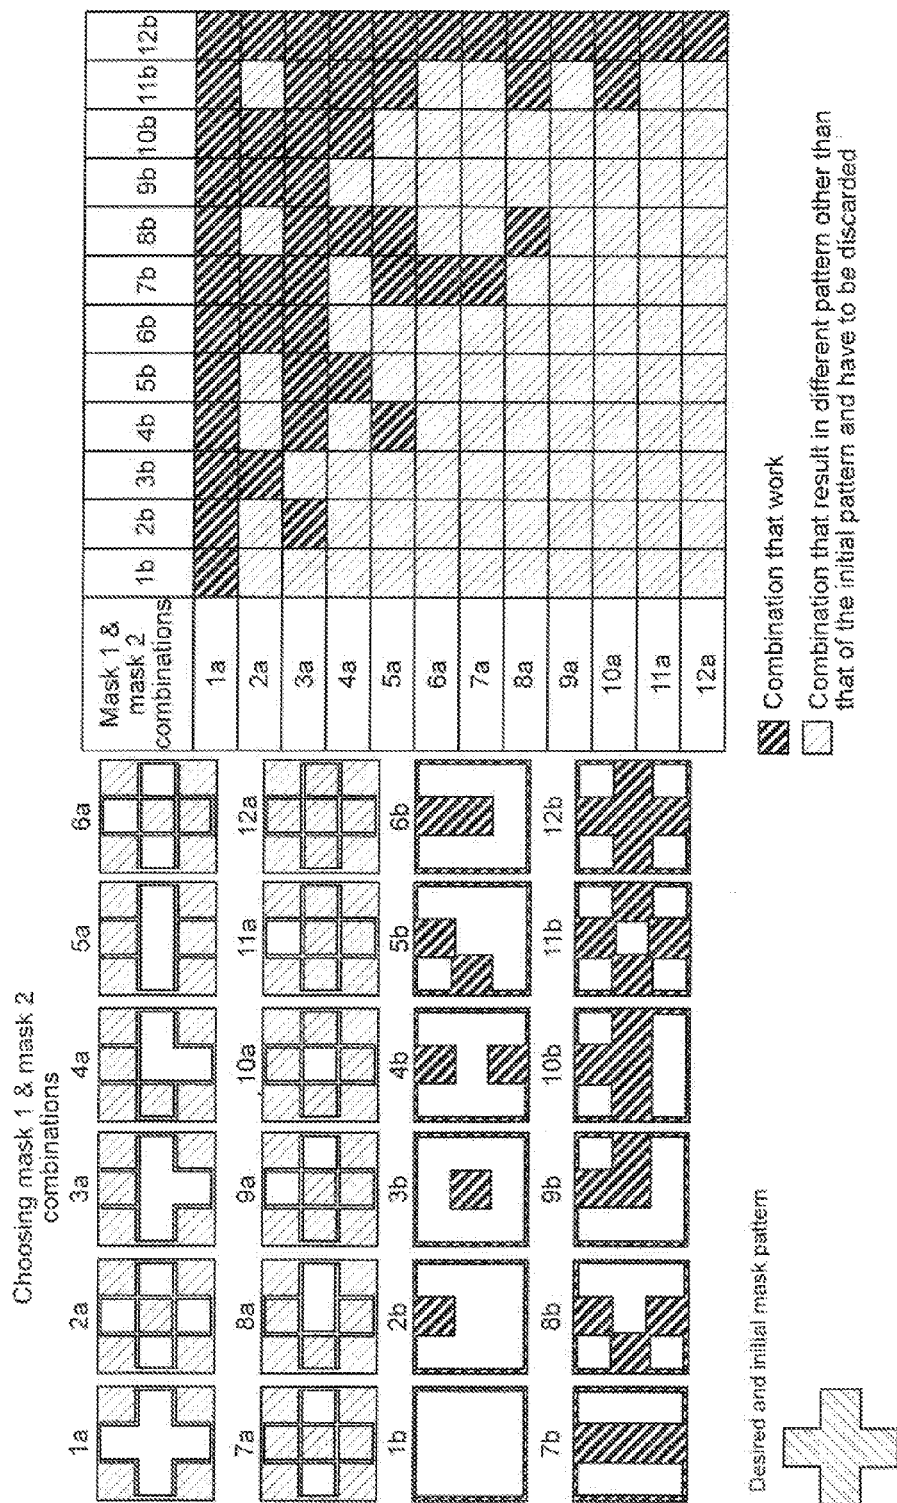 Choosing mask 1 & mask 2
combinations
1a 2a 3a 4a 5a 6a
7a 8a 9a 10a 11a 12a
1b 2b 3b 4b 5b 6b
7b 8b 9b 10b 11b 12b
Desired and initial mask pattern
Mask 1 &
mask 2
combinations
1b 2b 3b 4b 5b 6b 7b 8b 9b 10b 11b 12b
1a
2a
3a
4a
5a
6a
7a
8a
9a
10a
11a
12a
Combination that work
Combination that result in different pattern other than
that of the initial pattern and have to be discarded